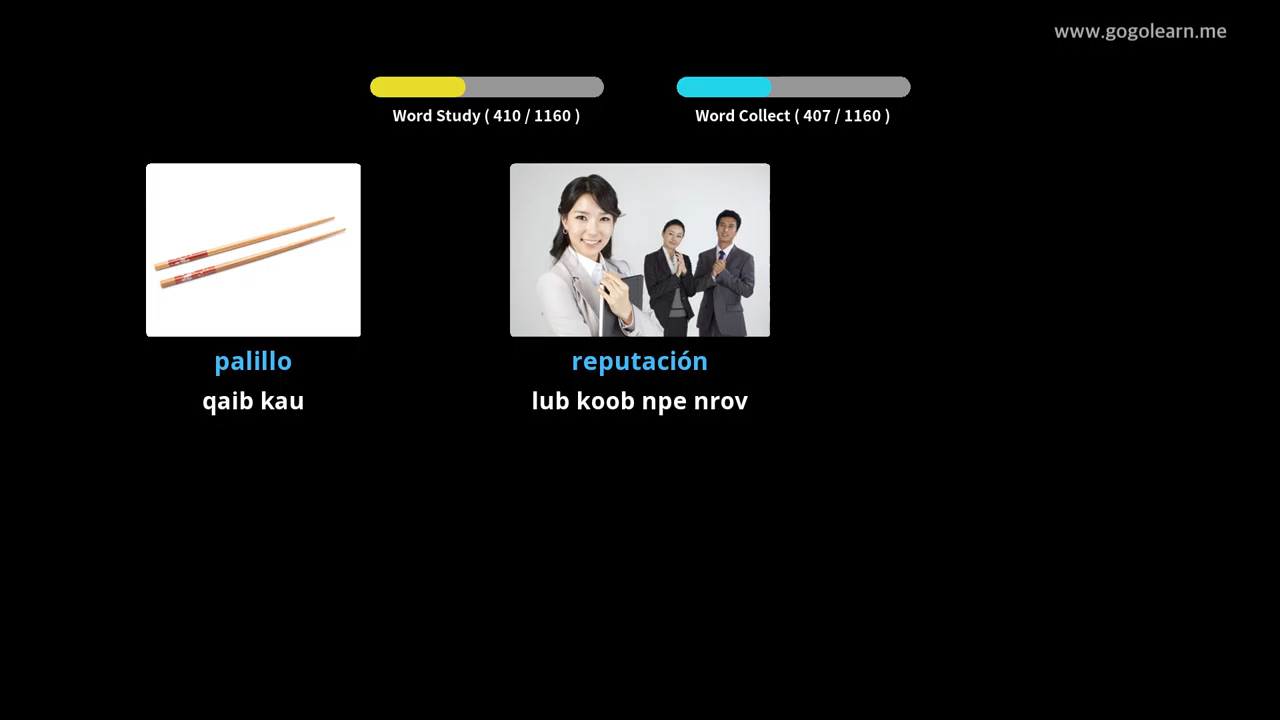 www.gogolearn.me
Word Study ( 410 / 1160 )
Word Collect ( 407 / 1160 )
palillo
qaib kau
reputación
lub koob npe nrov